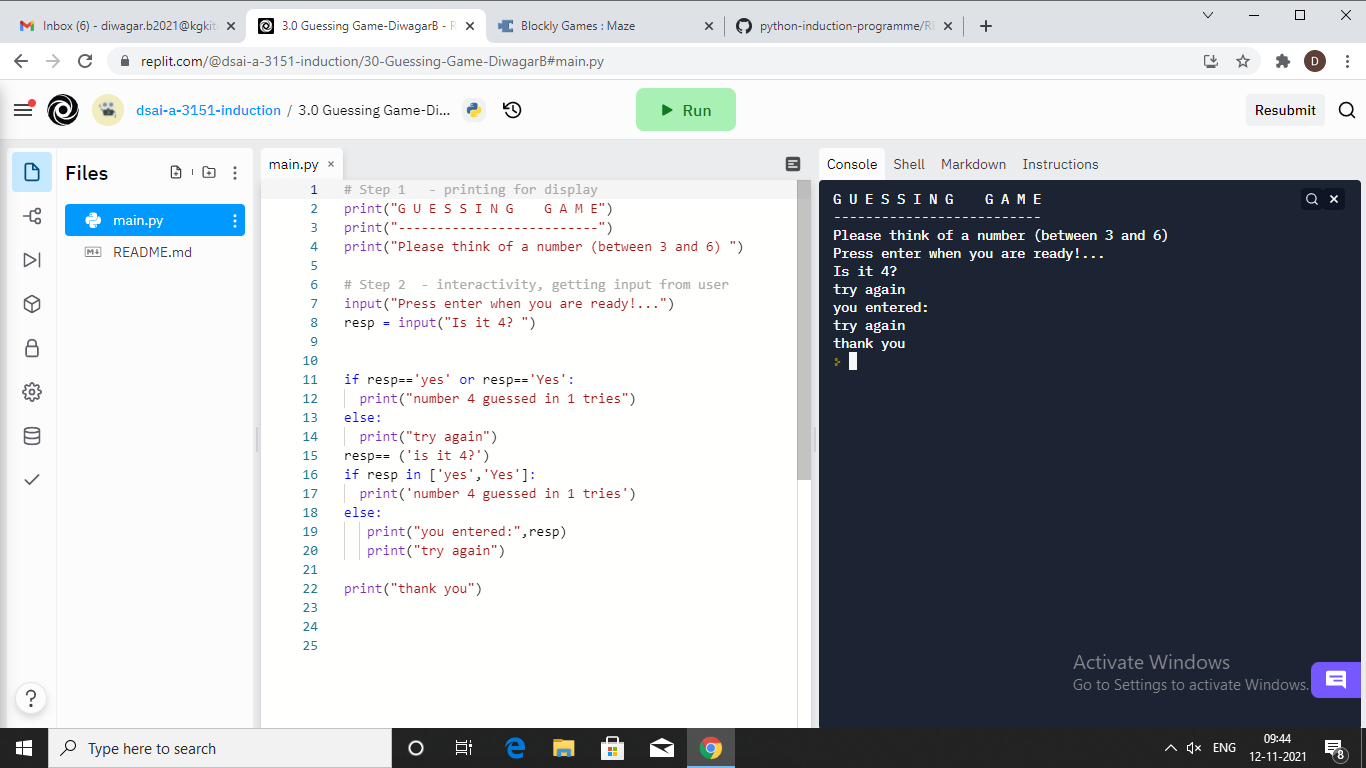 Inbox (6) - diwagar.b2021@kgkit
3.0 Guessing Game-DiwagarB - R
Blockly Games : Maze
python-induction-programme/R
replit.com/@dsai-a-3151-induction/30-Guessing-Game-DiwagarB#main.py
D
dsai-a-3151-induction / 3.0 Guessing Game-Di...
Run
Resubmit
Files
main.py
README.md
main.py
1 # Step 1   - printing for display
2 print("G U E S S I N G    G A M E")
3 print("--------------------------")
4 print("Please think of a number (between 3 and 6) ")
5
6 # Step 2  - interactivity, getting input from user
7 input("Press enter when you are ready!...")
8 resp = input("Is it 4? ")
9
10
11 if resp=='yes' or resp=='Yes':
12   print("number 4 guessed in 1 tries")
13 else:
14   print("try again")
15 resp== ('is it 4?')
16 if resp in ['yes','Yes']:
17   print('number 4 guessed in 1 tries')
18 else:
19    print("you entered:",resp)
20    print("try again")
21
22 print("thank you")
23
24
25
Console Shell Markdown Instructions
G U E S S I N G    G A M E
--------------------------
Please think of a number (between 3 and 6)
Press enter when you are ready!...
Is it 4?
try again
you entered:
try again
thank you
Activate Windows
Go to Settings to activate Windows.
?
Type here to search
ENG
09:44
12-11-2021
8